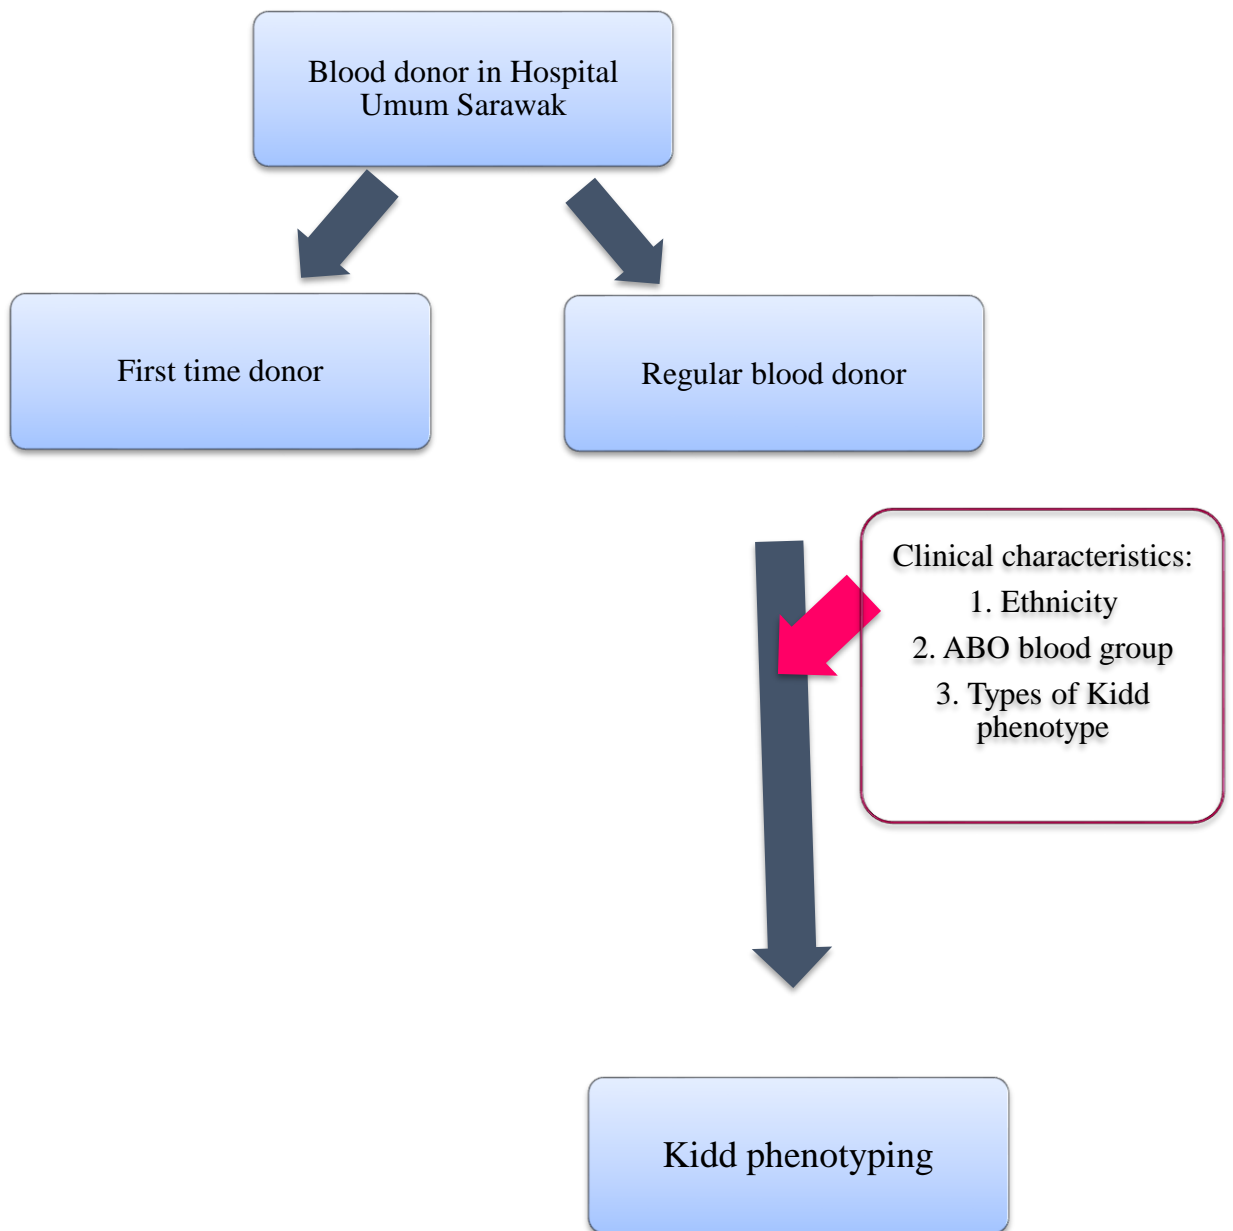 Blood donor in Hospital
Umum Sarawak
First time donor
Regular blood donor
Clinical characteristics:
1. Ethnicity
2. ABO blood group
3. Types of Kidd
phenotype
Kidd phenotyping